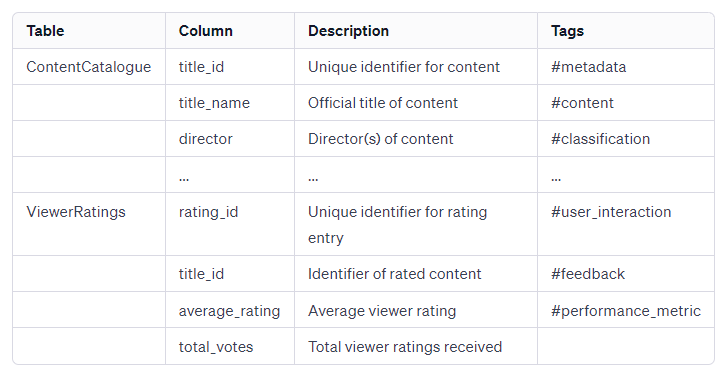 Table Column Description Tags
ContentCatalogue title_id Unique identifier for content #metadata
title_name Official title of content #content
director Director(s) of content #classification
... ... ...
ViewerRatings rating_id Unique identifier for rating #user_interaction
entry
title_id Identifier of rated content #feedback
average_rating Average viewer rating #performance_metric
total_votes Total viewer ratings received